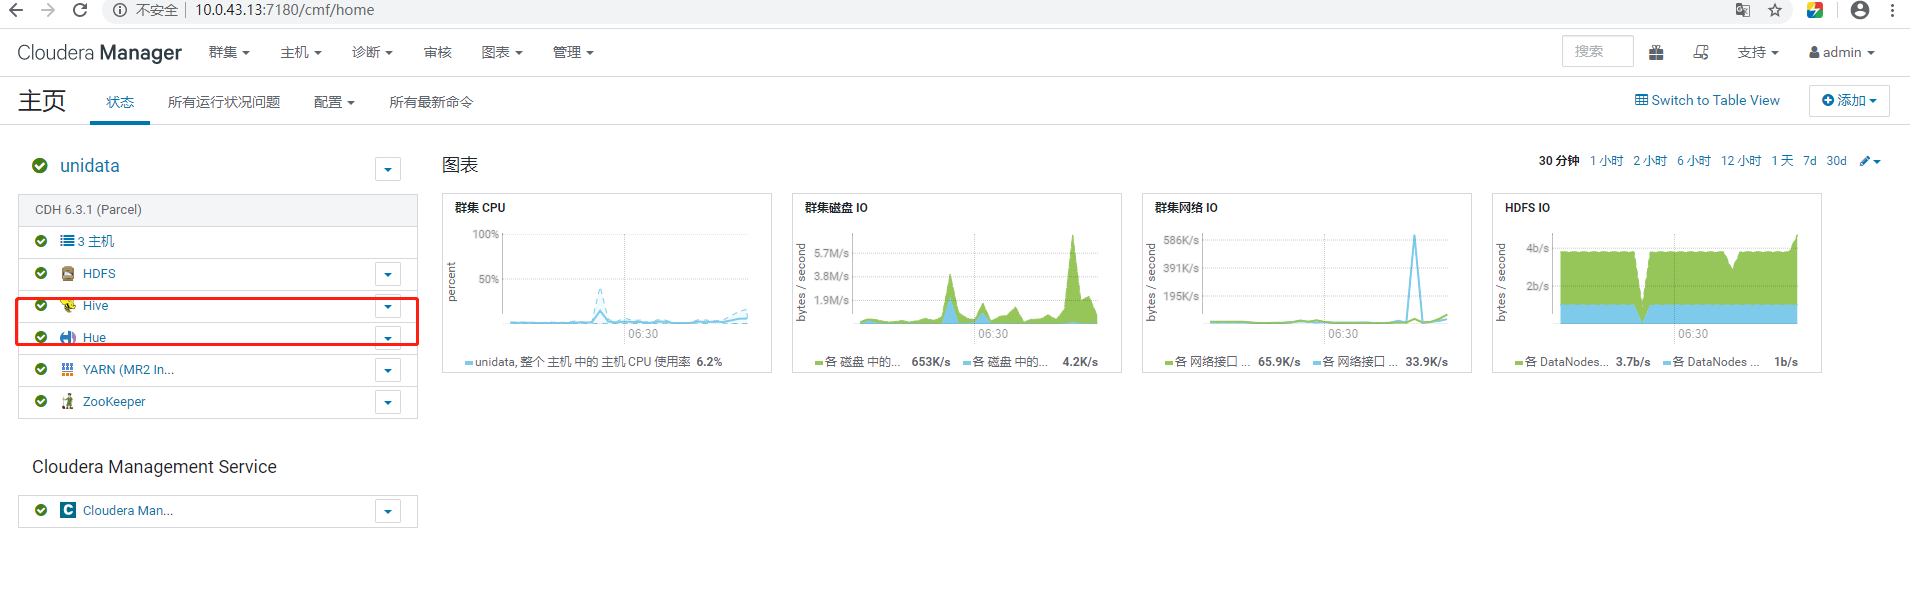 不安全 10.0.43.13:7180/cmf/home
Cloudera Manager 群集 主机 诊断 审核 图表 管理 搜索 支持 admin
主页 状态 所有运行状况问题 配置 所有最新命令 Switch to Table View 添加
unidata
图表 30 分钟 1 小时 2 小时 6 小时 12 小时 1 天 7d 30d
CDH 6.3.1 (Parcel)
3 主机
HDFS
Hive
Hue
YARN (MR2 In...
ZooKeeper
Cloudera Management Service
C Cloudera Man...
群集 CPU
percent
100%
50%
06:30
unidata, 整个 主机 中的 主机 CPU 使用率 6.2%
群集磁盘 IO
bytes / second
5.7M/s
3.8M/s
1.9M/s
06:30
各 磁盘 中的... 653K/s 各 磁盘 中的... 4.2K/s
群集网络 IO
bytes / second
586K/s
391K/s
195K/s
06:30
各 网络接口 ... 65.9K/s 各 网络接口 ... 33.9K/s
HDFS IO
bytes / second
4b/s
2b/s
06:30
各 DataNodes... 3.7b/s 各 DataNodes ... 1b/s